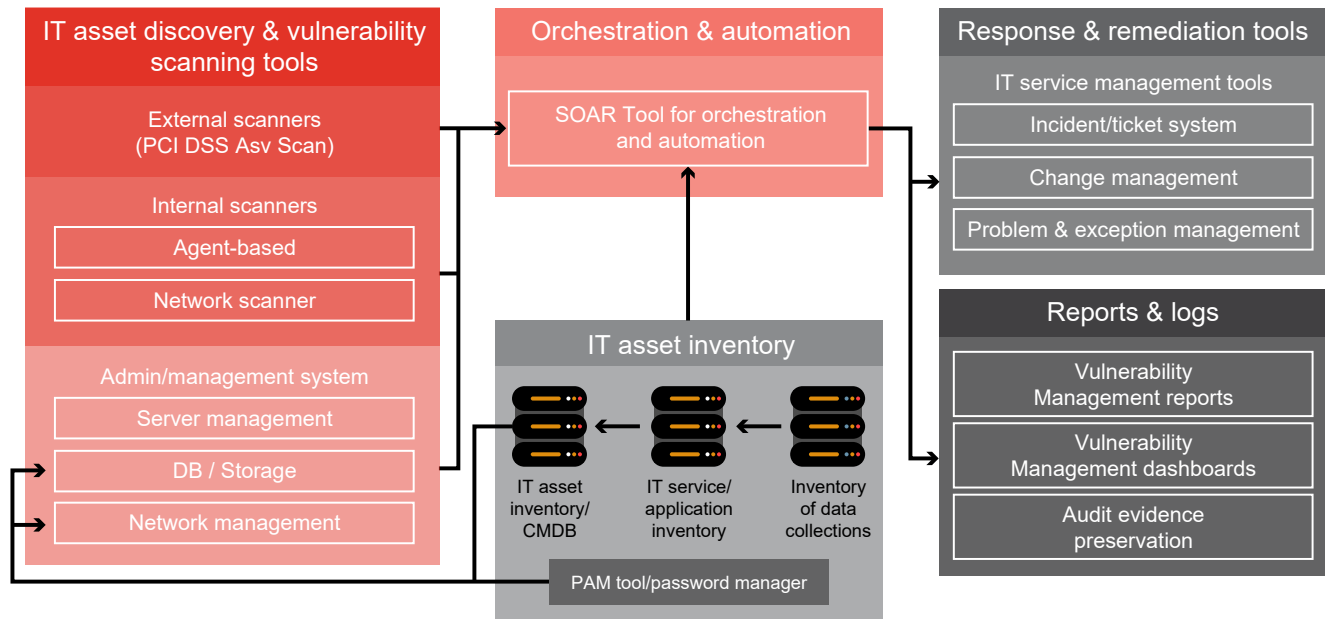 IT asset discovery & vulnerability
scanning tools
External scanners
(PCI DSS Asv Scan)
Internal scanners
Agent-based
Network scanner
Admin/management system
Server management
DB / Storage
Network management
Orchestration & automation
SOAR Tool for orchestration
and automation
IT asset inventory
IT asset
inventory/
CMDB
IT service/
application
inventory
Inventory
of data
collections
PAM tool/password manager
Response & remediation tools
IT service management tools
Incident/ticket system
Change management
Problem & exception management
Reports & logs
Vulnerability
Management reports
Vulnerability
Management dashboards
Audit evidence
preservation